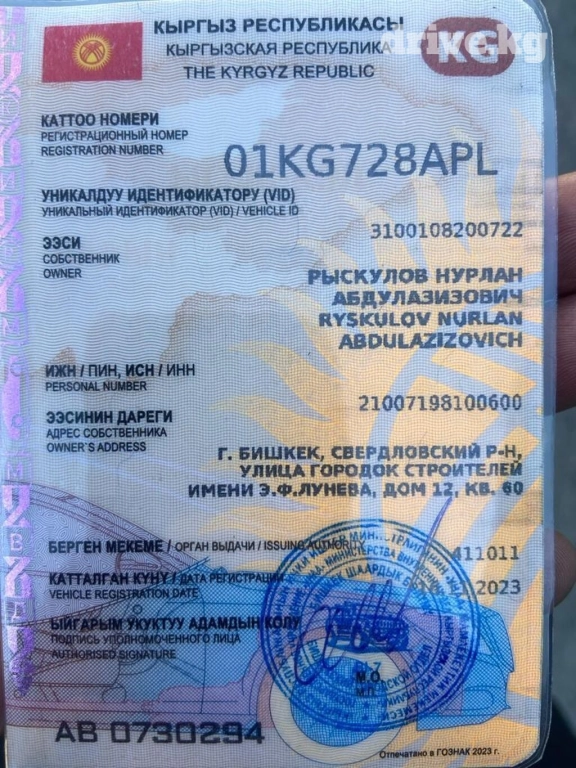 КЫРГЫЗ РЕСПУБЛИКАСЫ
КЫРГЫЗСКАЯ РЕСПУБЛИКА
THE KYRGYZ REPUBLIC
drive.kg
KG
КАТТОО НОМЕРИ
РЕГИСТРАЦИОННЫЙ НОМЕР
REGISTRATION NUMBER
01KG728APL
УНИКАЛДУУ ИДЕНТИФИКАТОРУ (VID)
УНИКАЛЬНЫЙ ИДЕНТИФИКАТОР (VID) / VEHICLE ID
3100108200722
ЭЭСИ
СОБСТВЕННИК
OWNER
РЫСКУЛОВ НУРЛАН
АБДУЛАЗИЗОВИЧ
RYSKULOV NURLAN
ABDULAZIZOVICH
ИЖН / ПИН, ИСН / ИНН
PERSONAL NUMBER
21007198100600
ЭЭСИНИН ДАРЕГИ
АДРЕС СОБСТВЕННИКА
OWNER`S ADDRESS
Г. БИШКЕК, СВЕРДЛОВСКИЙ Р-Н,
УЛИЦА ГОРОДОК СТРОИТЕЛЕЙ
ИМЕНИ Э.Ф.ЛУНЕВА, ДОМ 12, КВ. 60
БЕРГЕН МЕКЕМЕ / ОРГАН ВЫДАЧИ / ISSUING AUTHORITY
411011
КАТТАЛГАН КҮНҮ / ДАТА РЕГИСТРАЦИИ
VEHICLE REGISTRATION DATE
2023
ЫЙГАРЫМ УКУКТУУ АДАМДЫН КОЛУ
ПОДПИСЬ УПОЛНОМОЧЕННОГО ЛИЦА
AUTHORISED SIGNATURE
М.О.
М.П.
AB 0730294
Отпечатано в ГОЗНАК 2023 г.